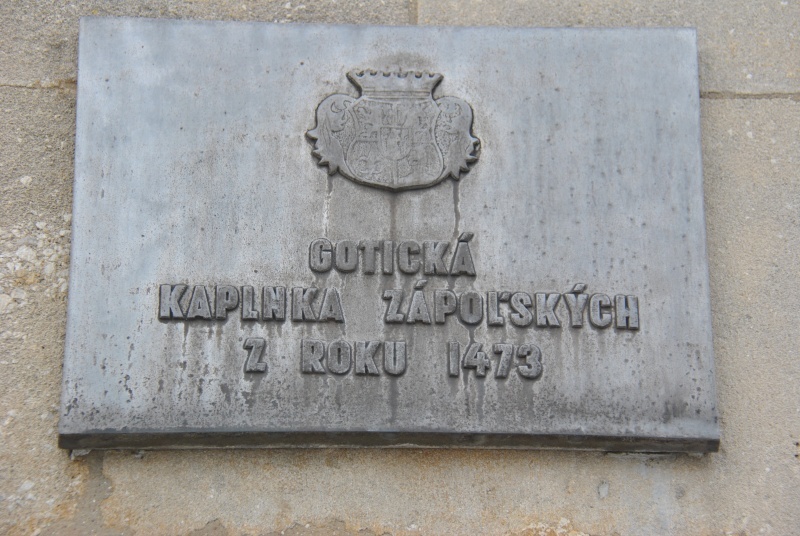 GOTICKÁ
KAPLNKA ZÁPOĽSKÝCH
Z ROKU 1473